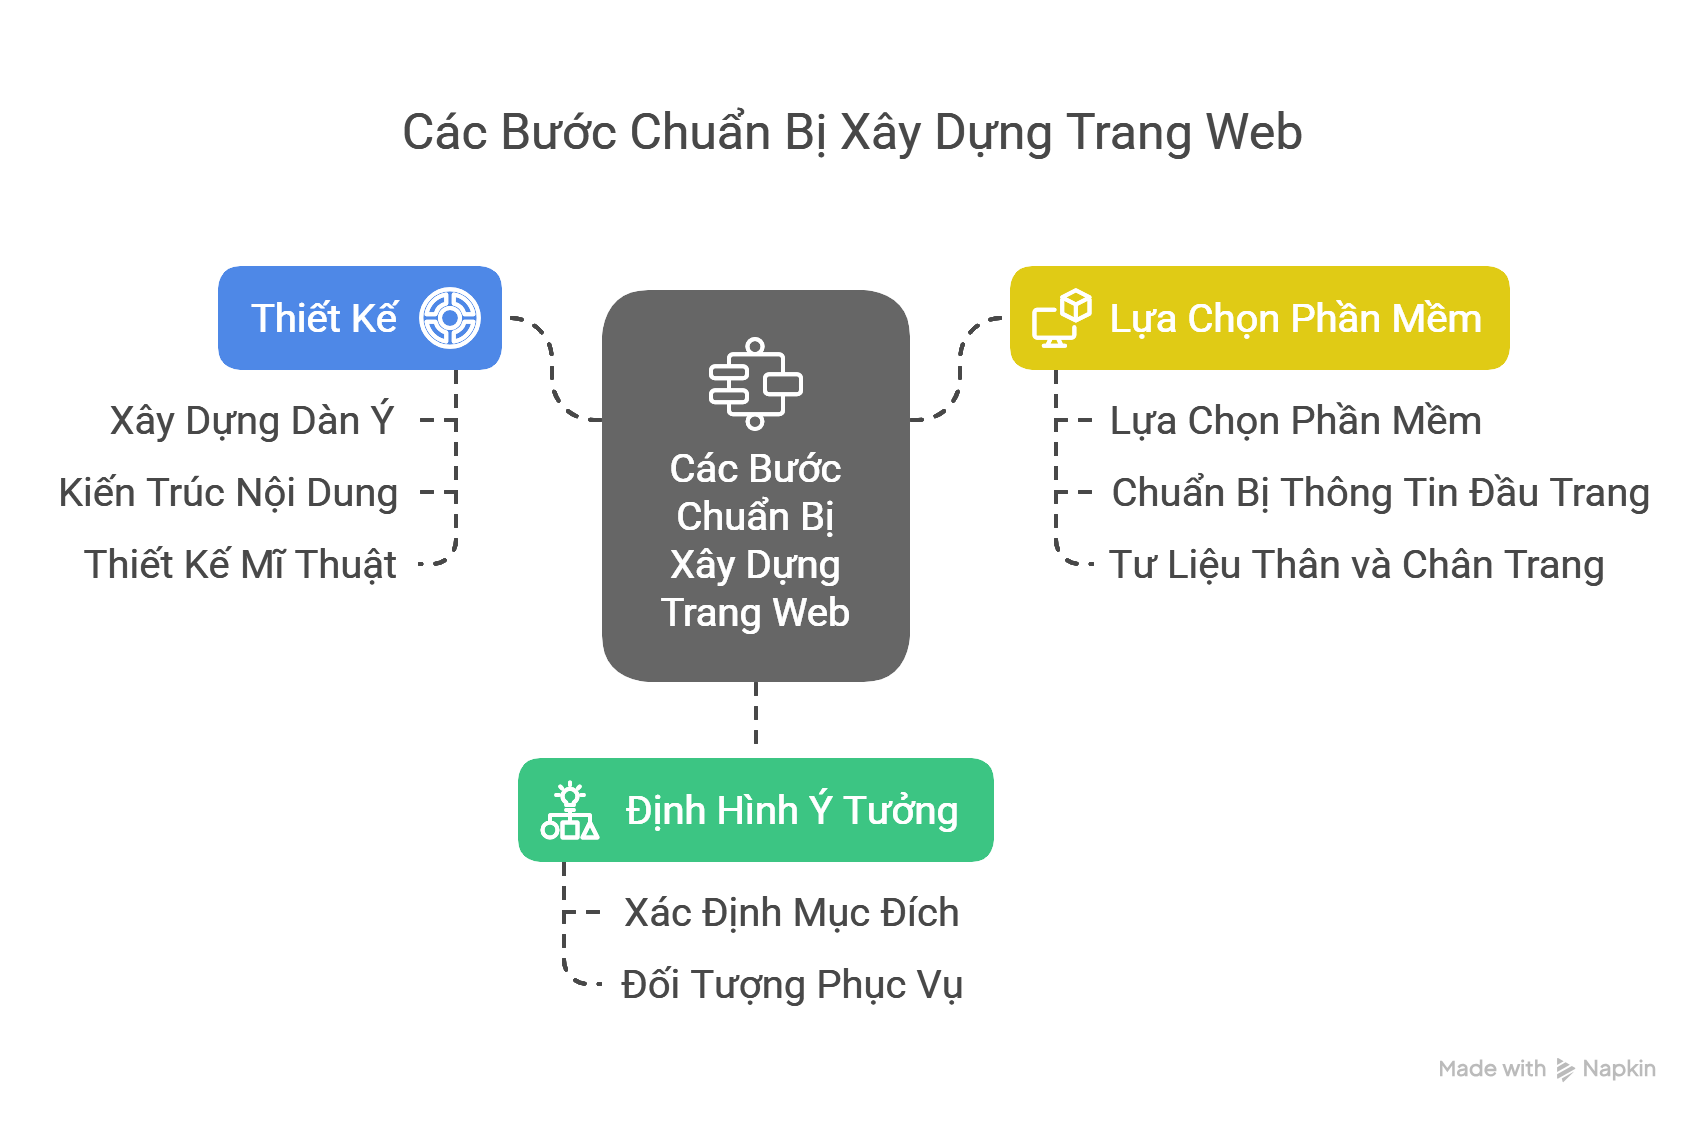 Các Bước Chuẩn Bị Xây Dựng Trang Web
Thiết Kế
Xây Dựng Dàn Ý
Kiến Trúc Nội Dung
Thiết Kế Mĩ Thuật
Các Bước
Chuẩn Bị
Xây Dựng
Trang Web
Lựa Chọn Phần Mềm
Lựa Chọn Phần Mềm
Chuẩn Bị Thông Tin Đầu Trang
Tư Liệu Thân và Chân Trang
Định Hình Ý Tưởng
Xác Định Mục Đích
Đối Tượng Phục Vụ
Made with Napkin